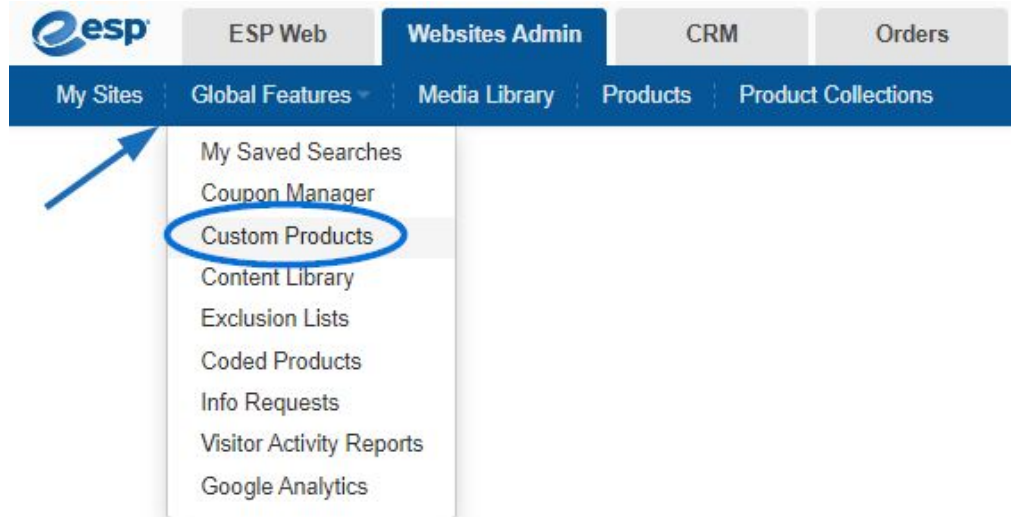 esp ESP Web Websites Admin CRM Orders
My Sites Global Features Media Library Products Product Collections
My Saved Searches
Coupon Manager
Custom Products
Content Library
Exclusion Lists
Coded Products
Info Requests
Visitor Activity Reports
Google Analytics